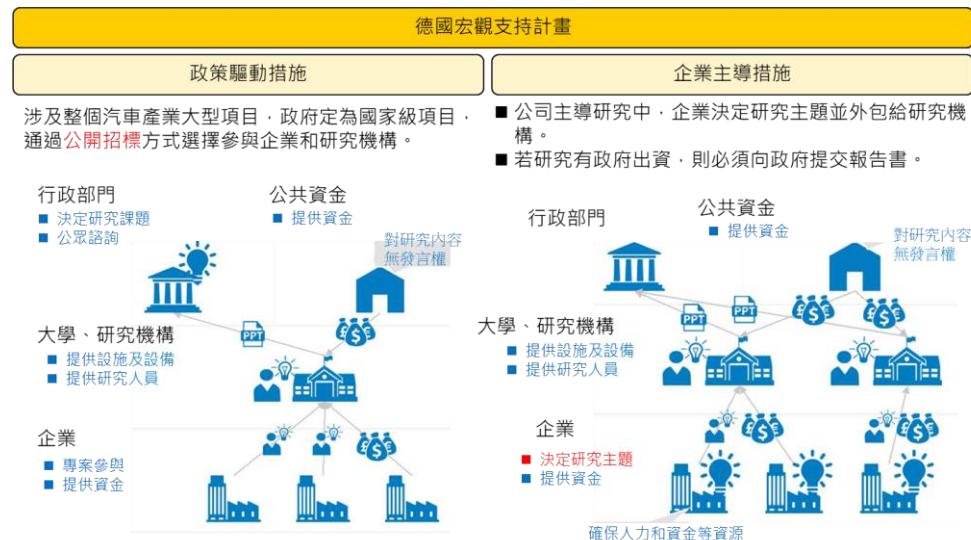 德國宏觀支持計畫
政策驅動措施
涉及整個汽車產業大型項目，政府定為國家級項目，
通過公開招標方式選擇參與企業和研究機構。
行政部門
■ 決定研究課題
■ 公眾諮詢
公共資金
■ 提供資金
對研究內容
無發言權
PPT
大學、研究機構
■ 提供設施及設備
■ 提供研究人員
企業
■ 專案參與
■ 提供資金
企業主導措施
■ 公司主導研究中，企業決定研究主題並外包給研究機
構。
■ 若研究有政府出資，則必須向政府提交報告書。
行政部門
公共資金
■ 提供資金
對研究內容
無發言權
PPT
PPT
大學、研究機構
■ 提供設施及設備
■ 提供研究人員
企業
■ 決定研究主題
■ 提供資金
確保人力和資金等資源